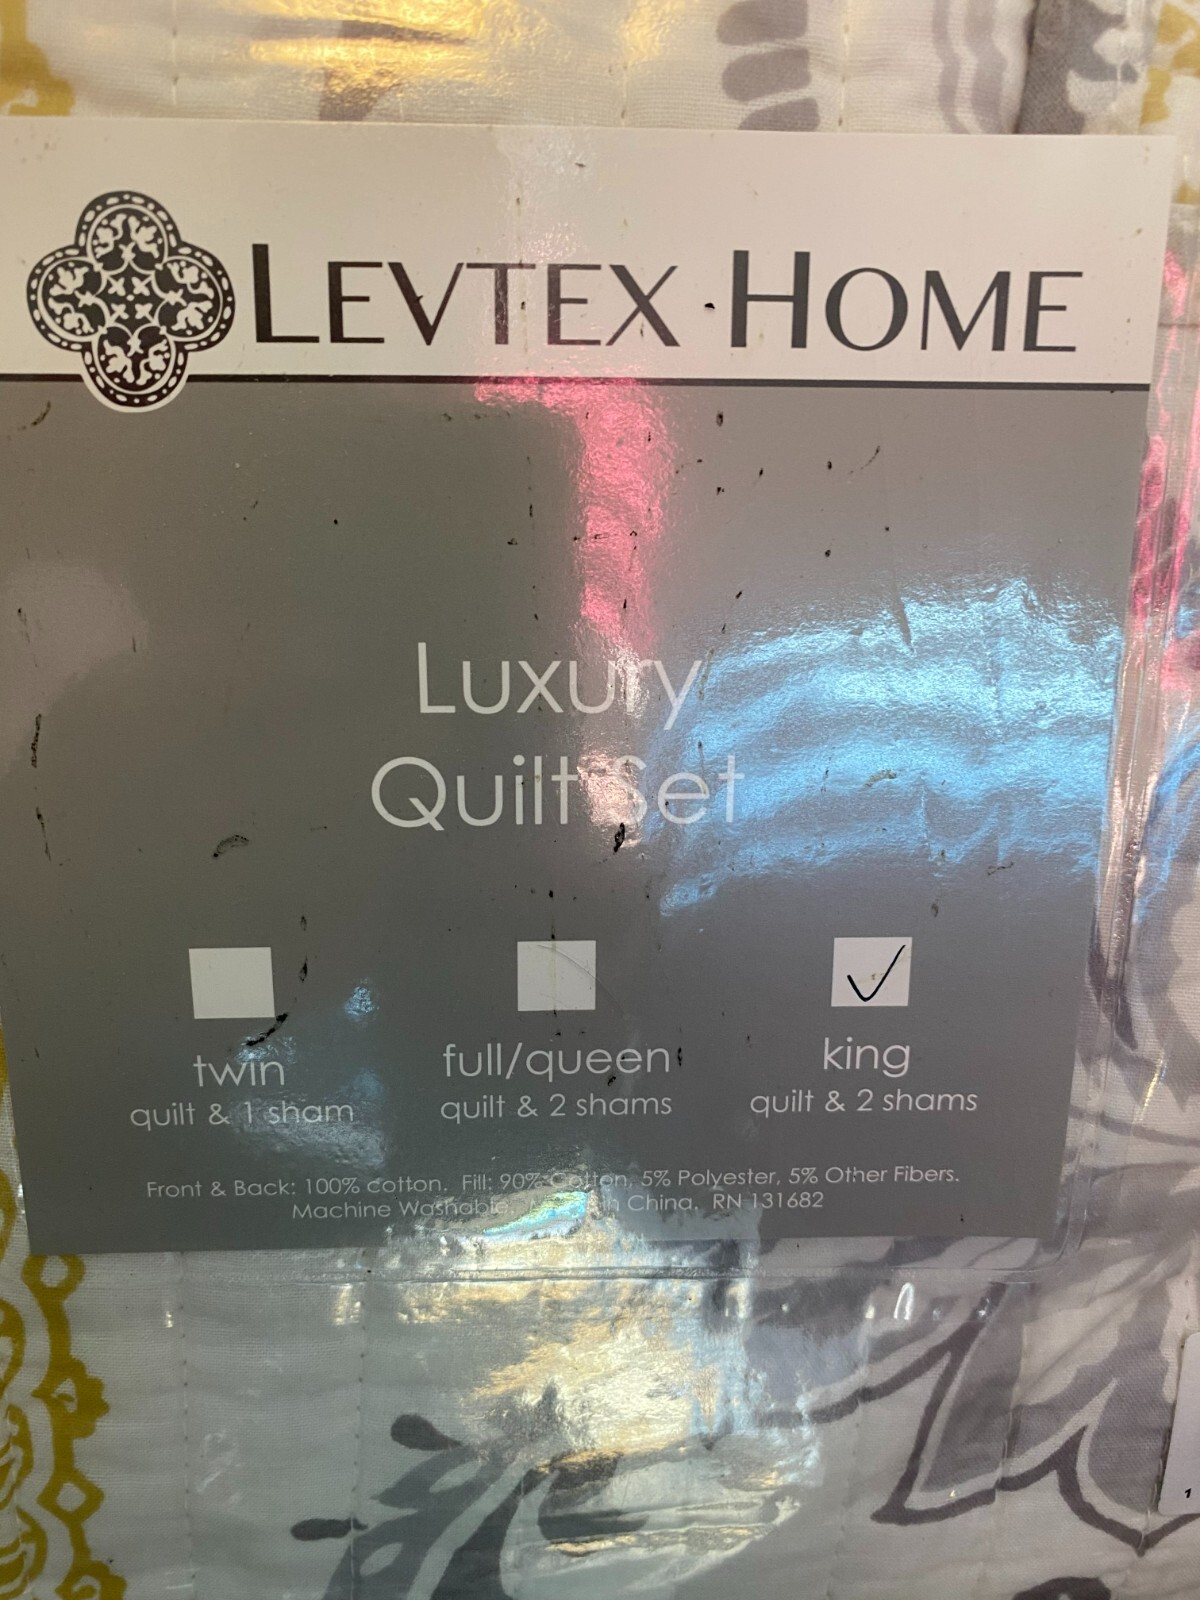 LEVTEX HOME
Luxury
Quilt Set
twin
quilt & 1 sham
full/queen
quilt & 2 shams
king
quilt & 2 shams
Front & Back: 100% cotton. Fill: 90% Cotton, 5% Polyester, 5% Other Fibers.
Machine Washable. in China. RN 131682
1